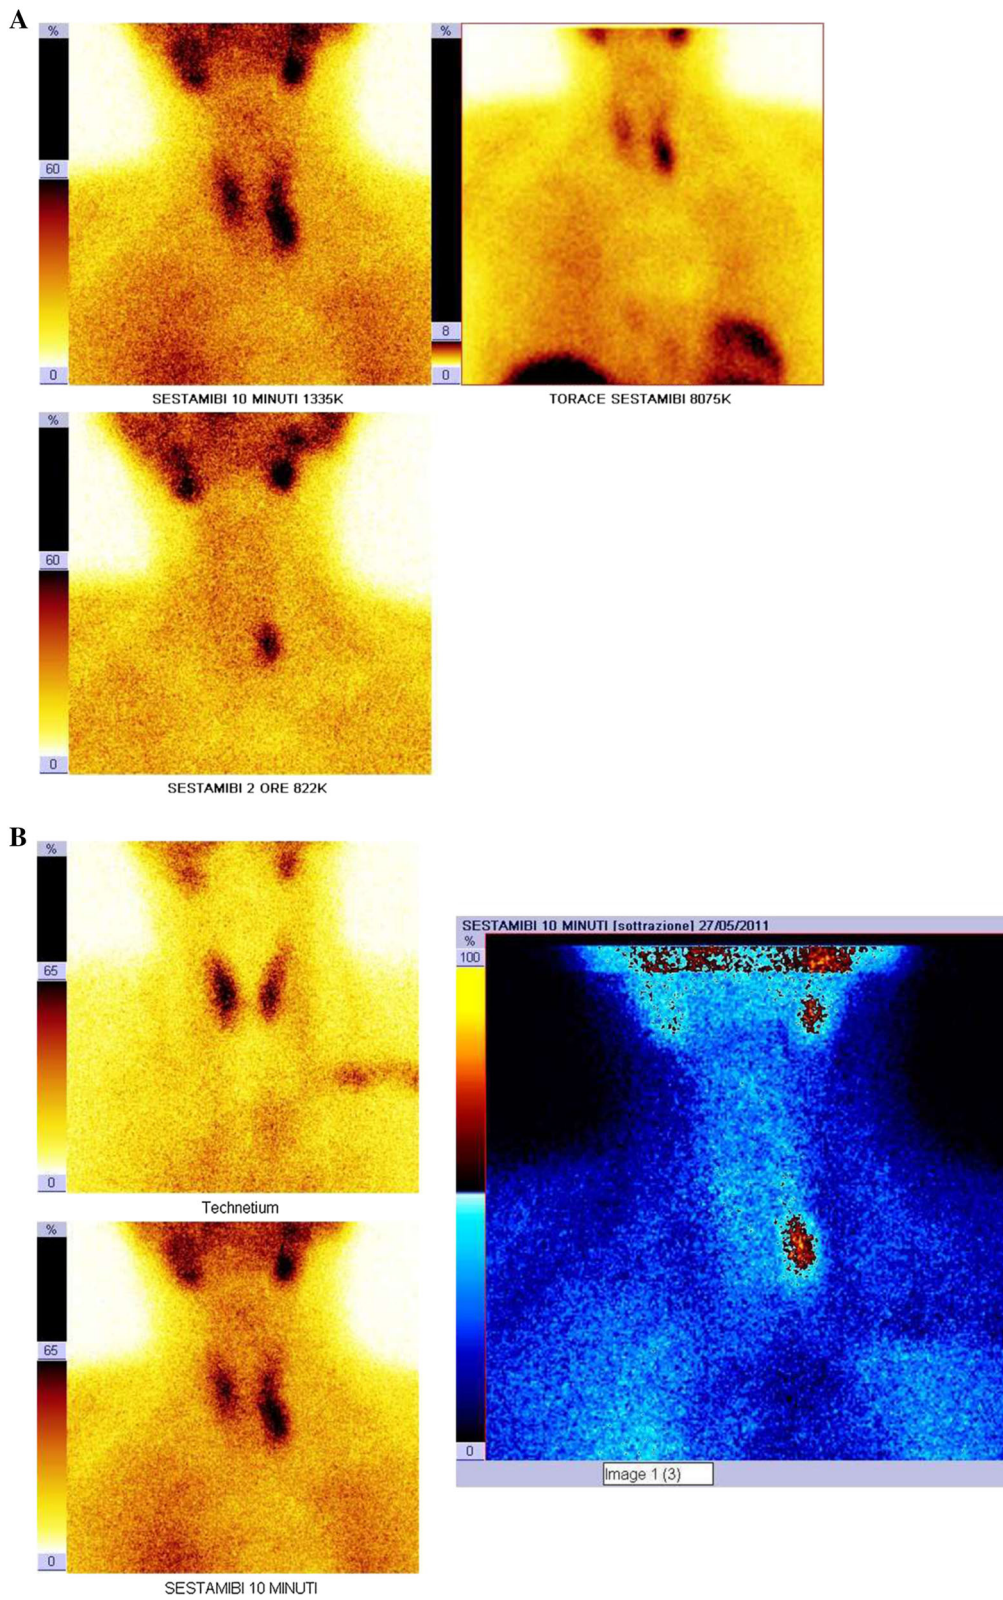 A
%
60
0
SESTAMIBI 10 MINUTI 1335K
%
8
0
TORACE SESTAMIBI 8075K
%
60
0
SESTAMIBI 2 ORE 822K
B
%
65
0
Technetium
%
65
0
SESTAMIBI 10 MINUTI
SESTAMIBI 10 MINUTI [sottrazione] 27/05/2011
%
100
0
Image 1 (3)